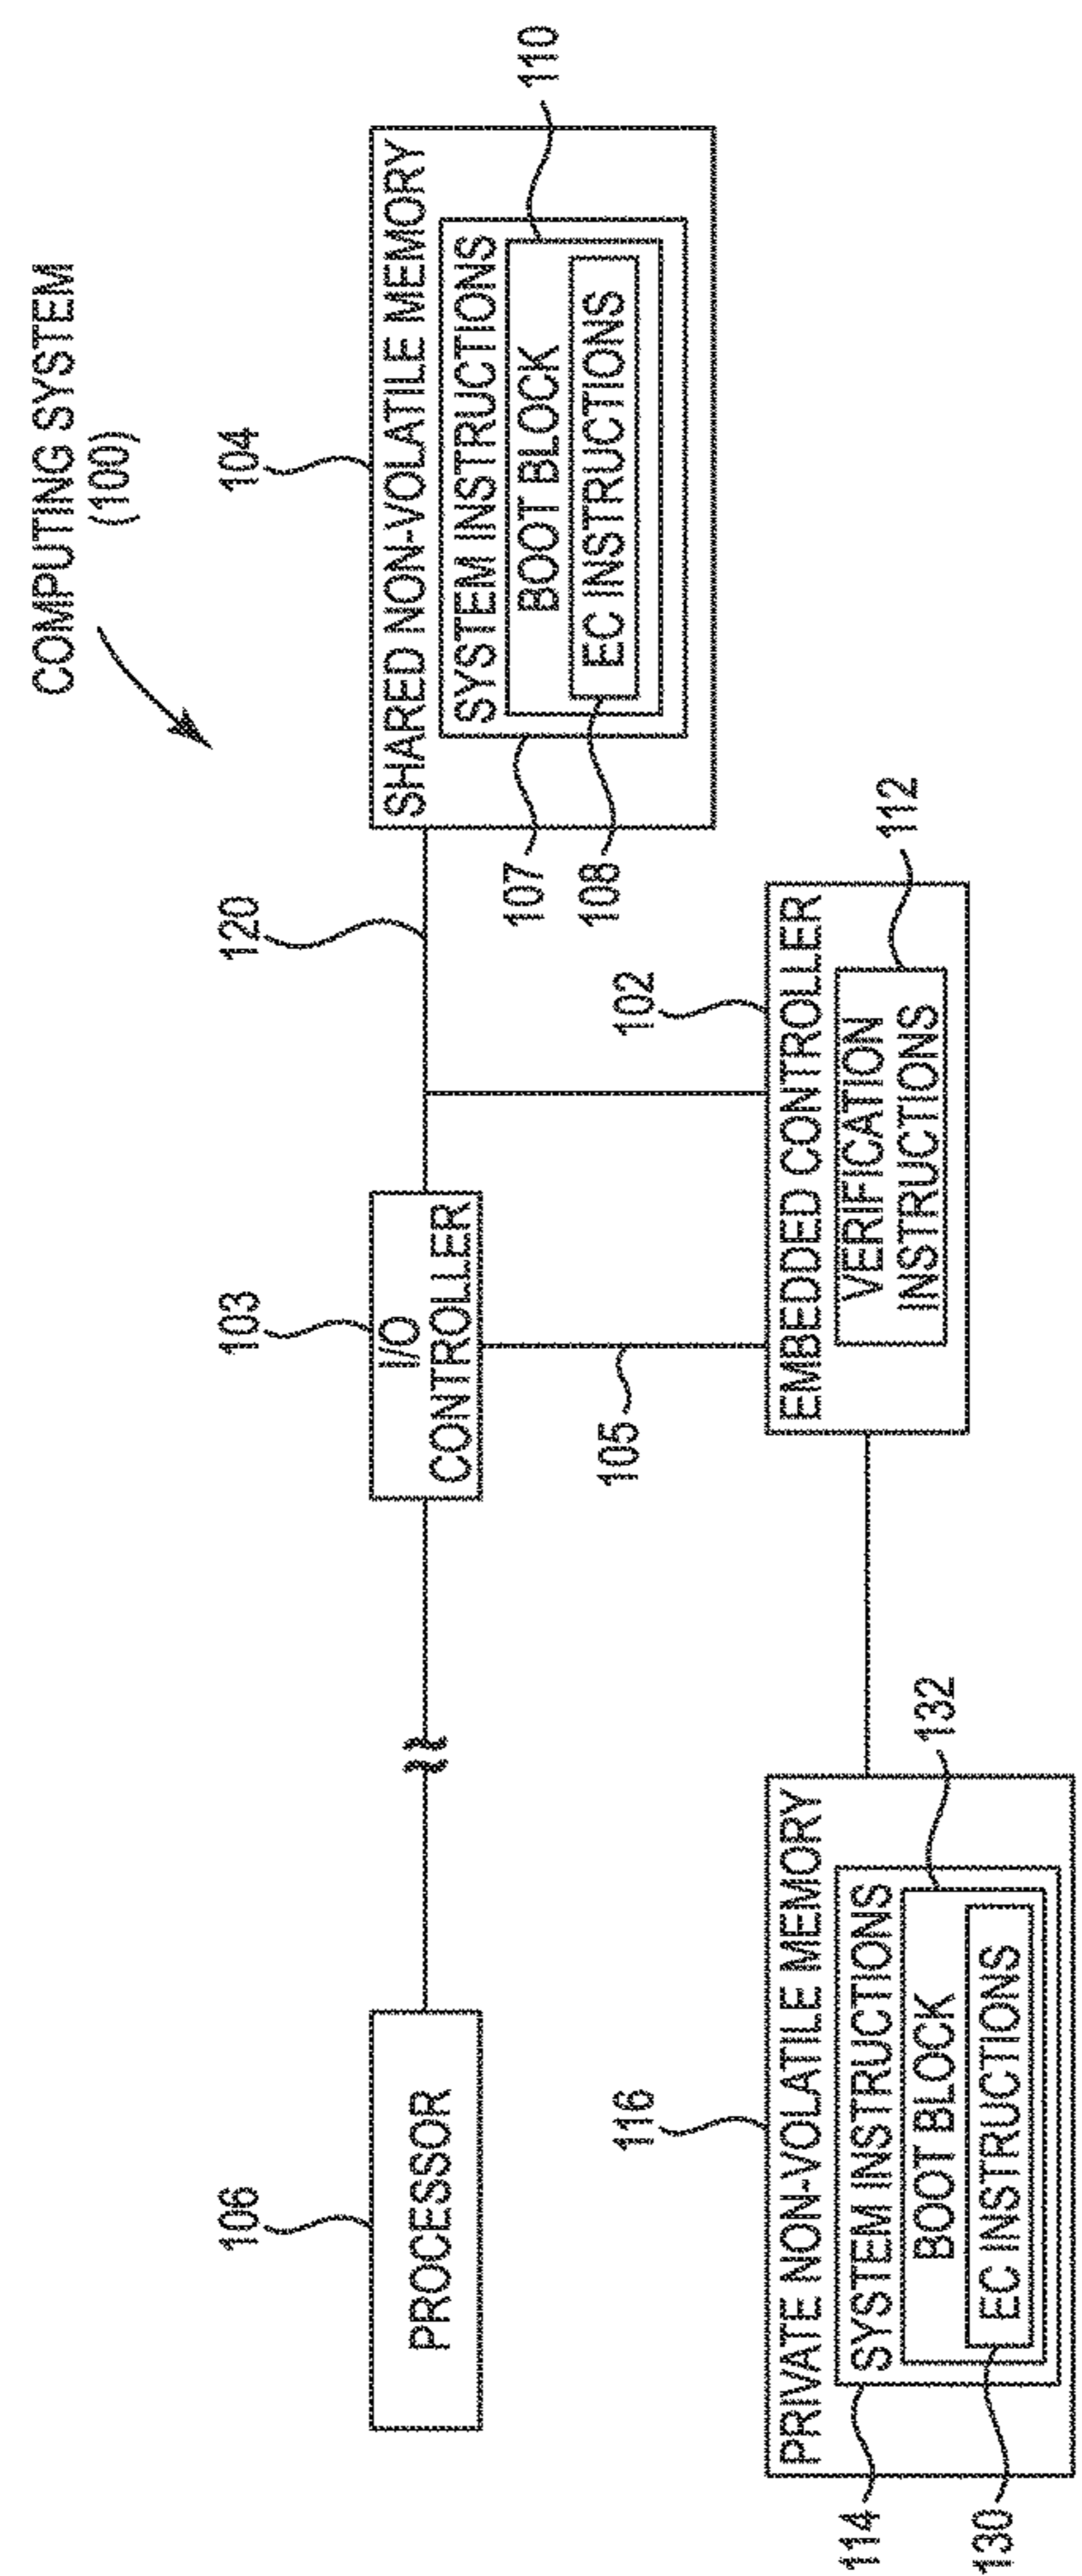 COMPUTING SYSTEM
(100)
106
PROCESSOR
103
I/O
CONTROLLER
120
104
SHARED NON-VOLATILE MEMORY
SYSTEM INSTRUCTIONS
BOOT BLOCK
EC INSTRUCTIONS
107
108
110
105
102
EMBEDDED CONTROLLER
VERIFICATION
INSTRUCTIONS
112
116
PRIVATE NON-VOLATILE MEMORY
SYSTEM INSTRUCTIONS
BOOT BLOCK
EC INSTRUCTIONS
132
114
130